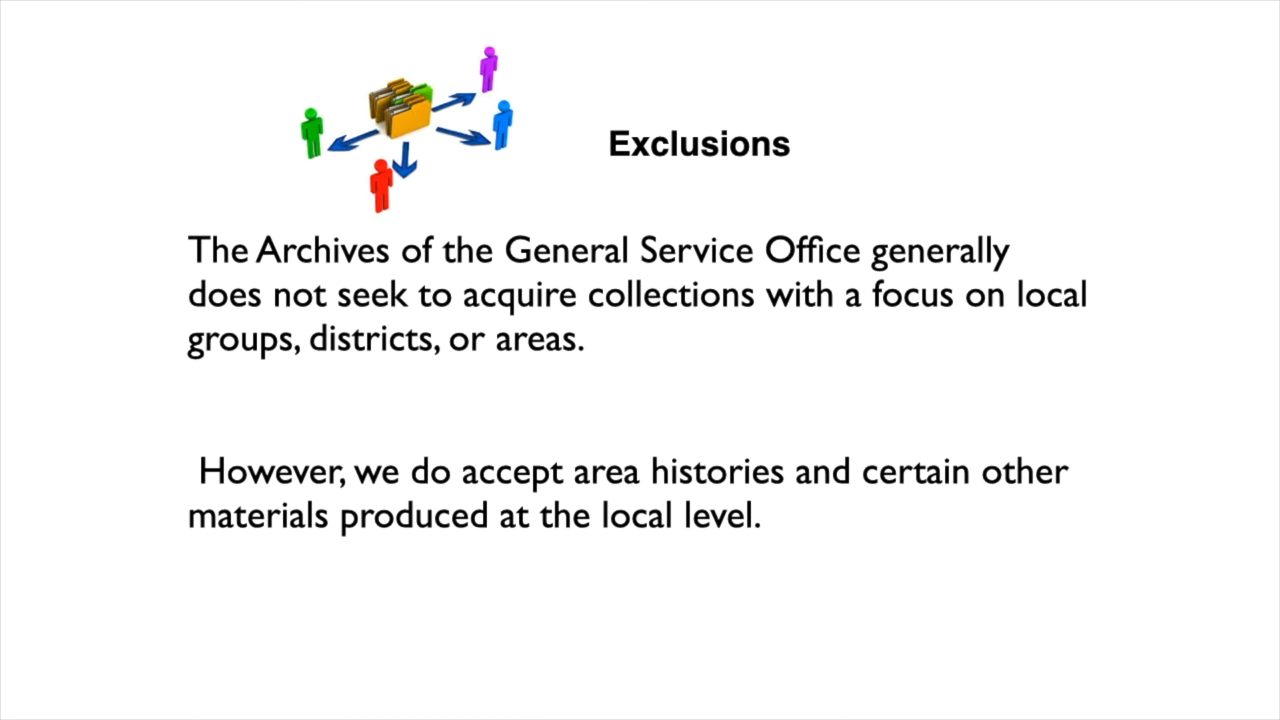 Exclusions
The Archives of the General Service Office generally
does not seek to acquire collections with a focus on local
groups, districts, or areas.
However, we do accept area histories and certain other
materials produced at the local level.